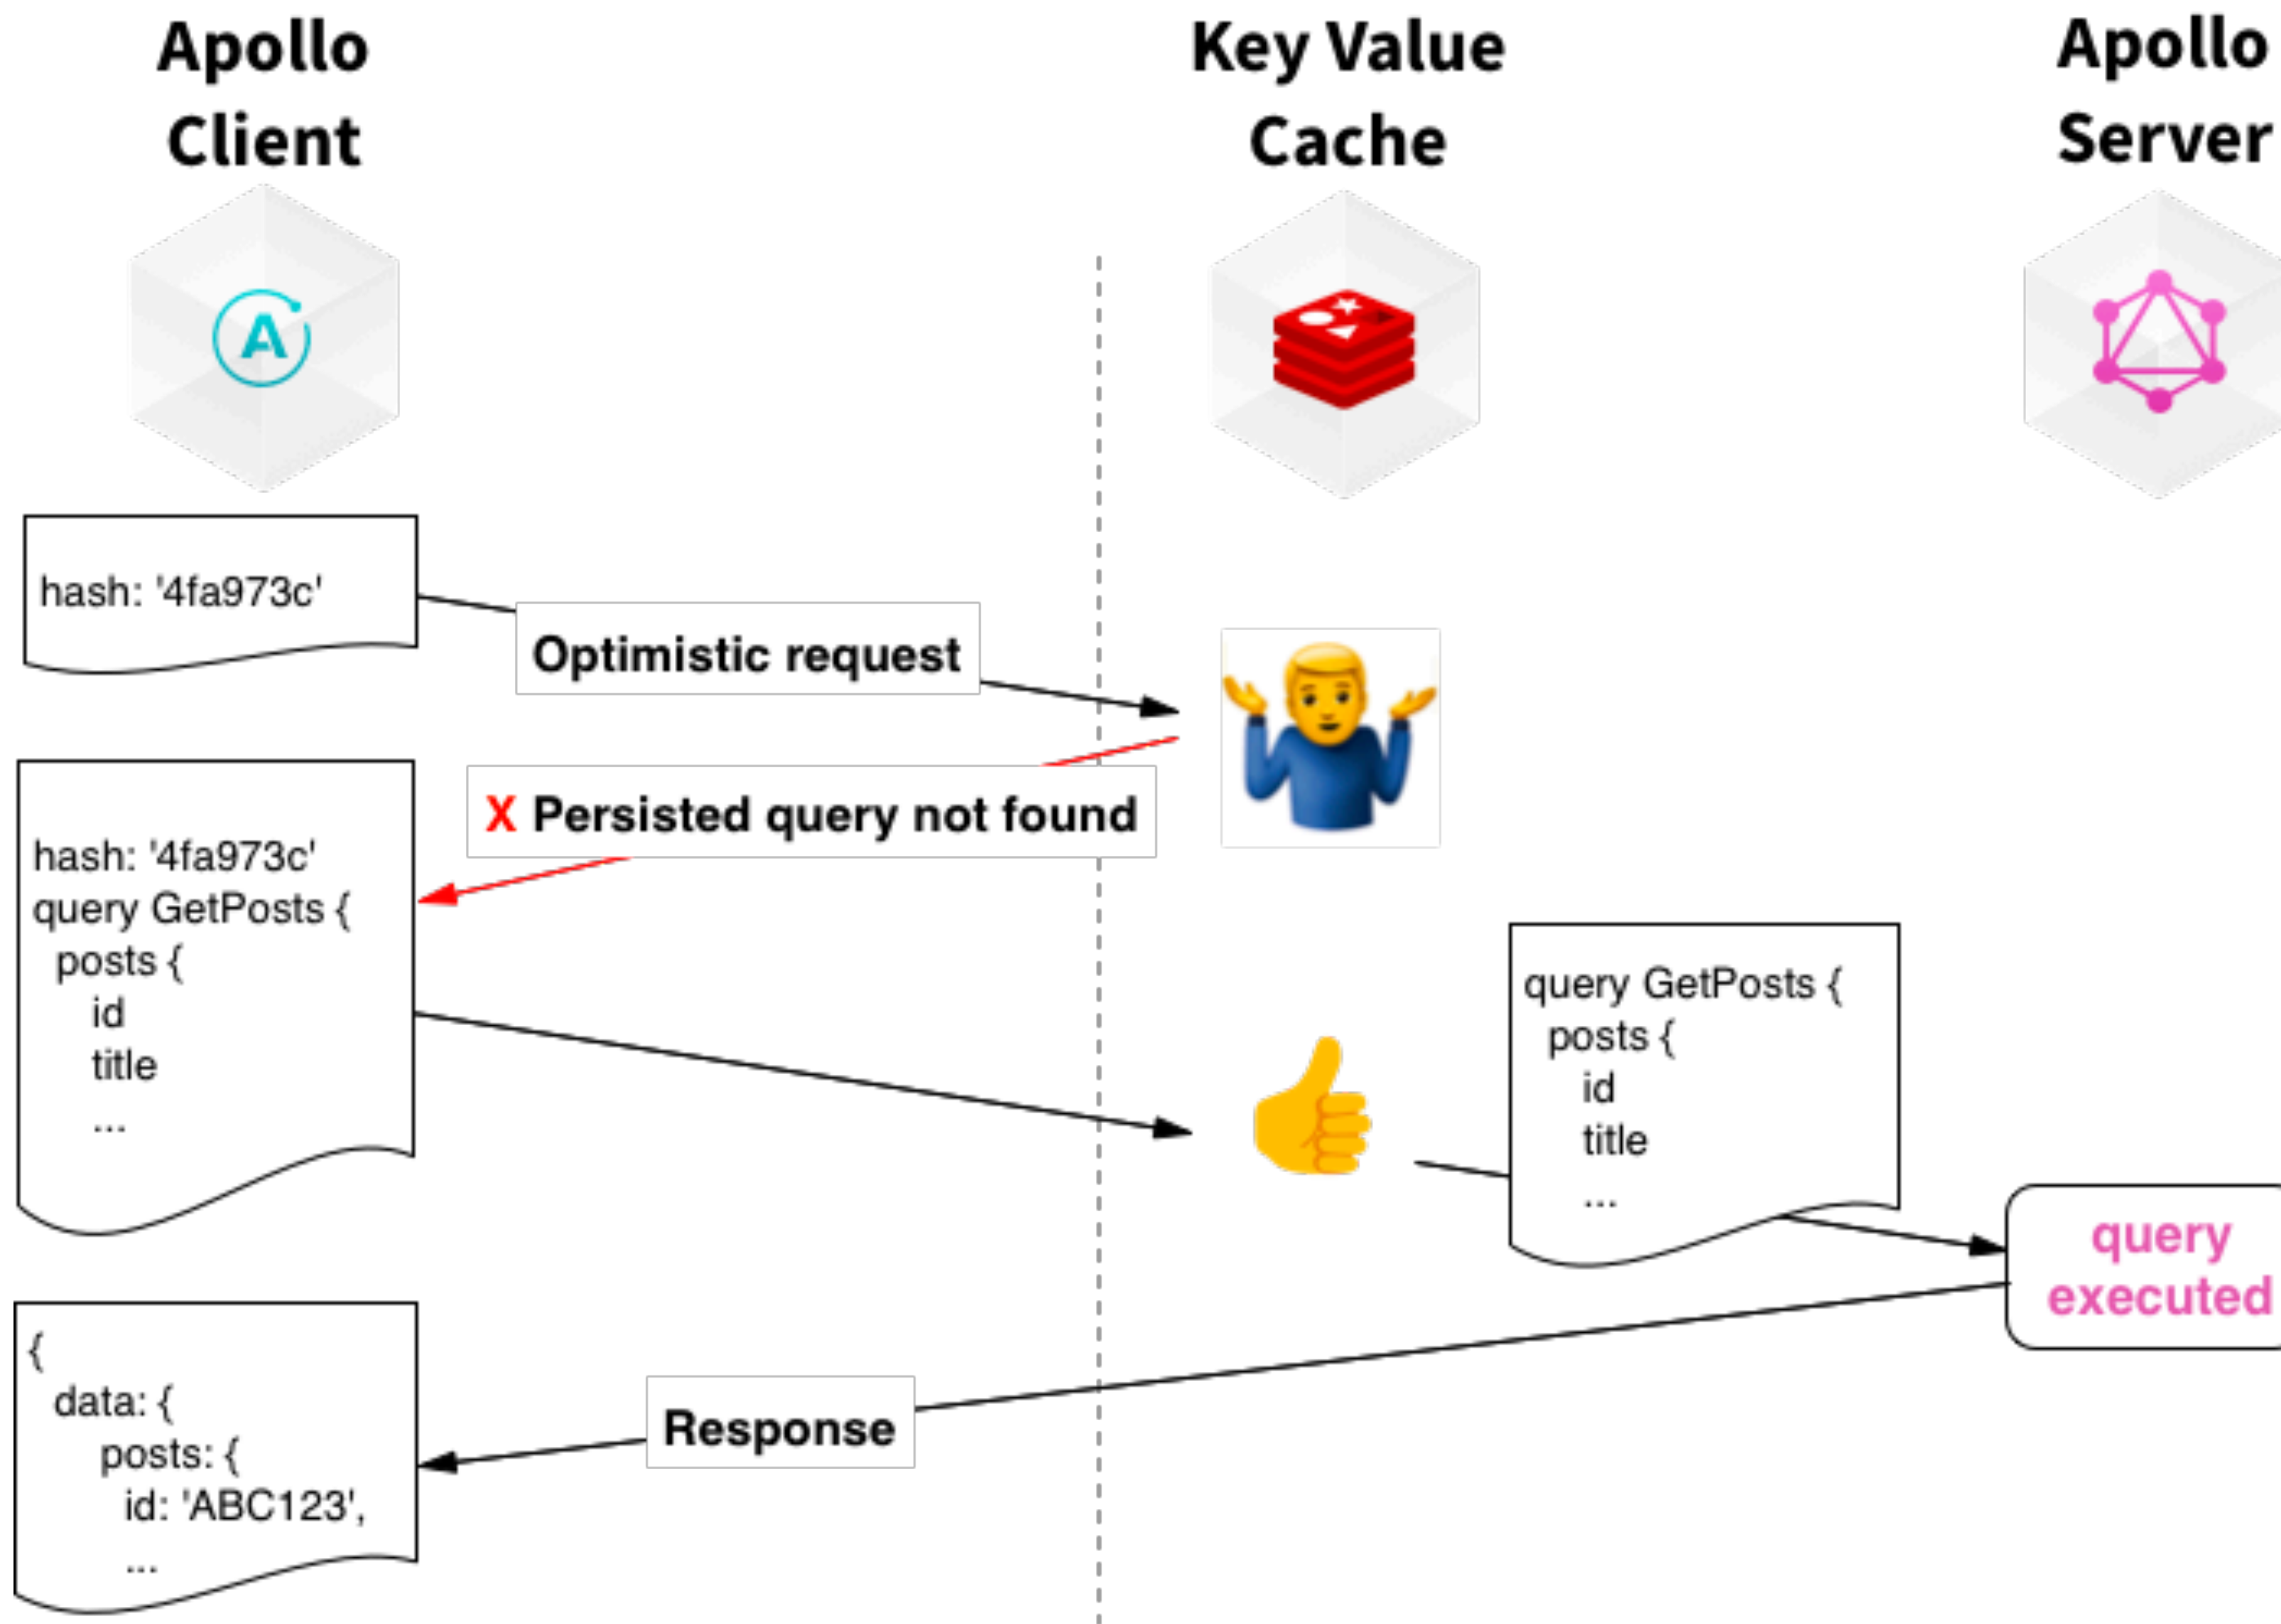 Apollo
Client
Key Value
Cache
Apollo
Server
A
hash: '4fa973c'
Optimistic request
X Persisted query not found
hash: '4fa973c'
query GetPosts {
posts {
id
title
...
query GetPosts {
posts {
id
title
...
query
executed
Response
{
data: {
posts: {
id: 'ABC123',
...